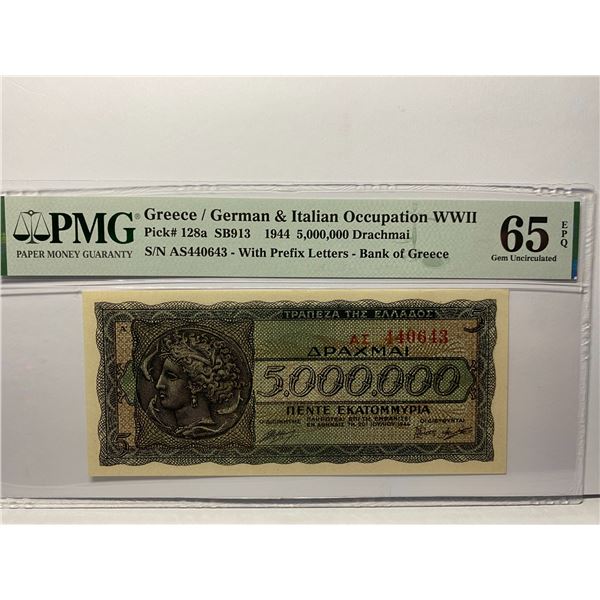 PMG®
PAPER MONEY GUARANTY
Greece / German & Italian Occupation WWII
Pick# 128a SB913 1944 5,000,000 Drachmai
S/N AS440643 - With Prefix Letters - Bank of Greece
65 EPQ
Gem Uncirculated
ΤΡΑΠΕΖΑ ΤΗΣ ΕΛΛΑΔΟΣ
Α
ΑΣ 440643
5
ΔΡΑΧΜΑΙ
5.000.000
ΠΕΝΤΕ ΕΚΑΤΟΜΜΥΡΙΑ
5